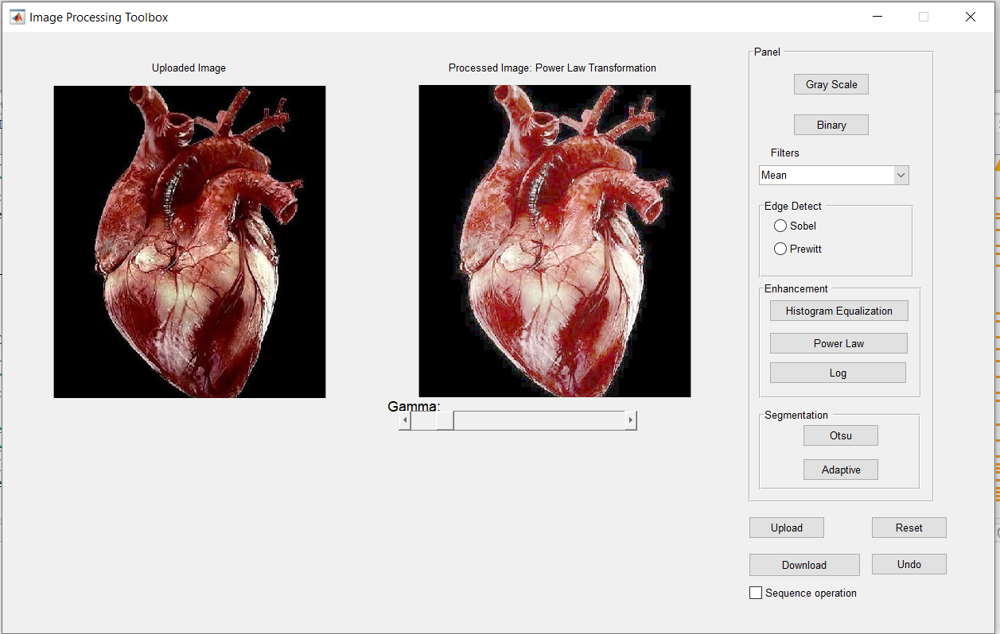 Image Processing Toolbox
Uploaded Image
Processed Image: Power Law Transformation
Gamma:
Panel
Gray Scale
Binary
Filters
Mean
Edge Detect
Sobel
Prewitt
Enhancement
Histogram Equalization
Power Law
Log
Segmentation
Otsu
Adaptive
Upload
Reset
Download
Undo
Sequence operation